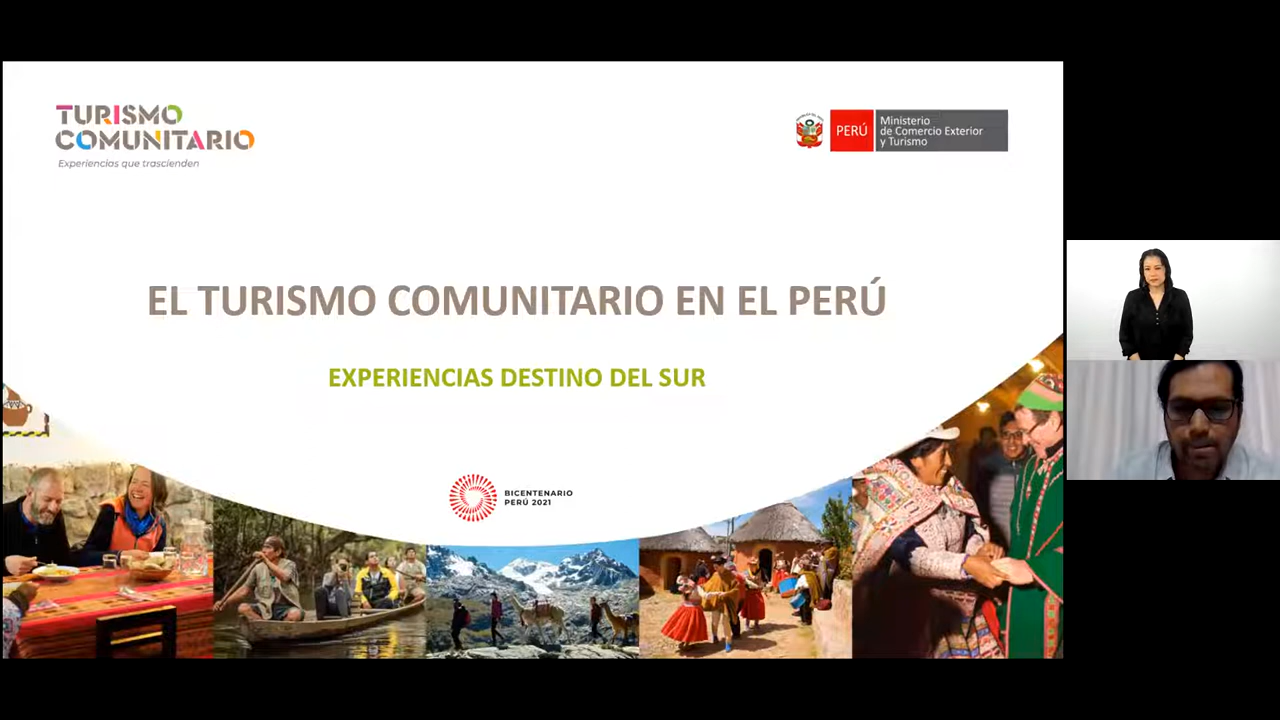 TURISMO
COMUNITARIO
Experiencias que trascienden
PERÚ
Ministerio
de Comercio Exterior
y Turismo
EL TURISMO COMUNITARIO EN EL PERÚ
EXPERIENCIAS DESTINO DEL SUR
BICENTENARIO
PERÚ 2021